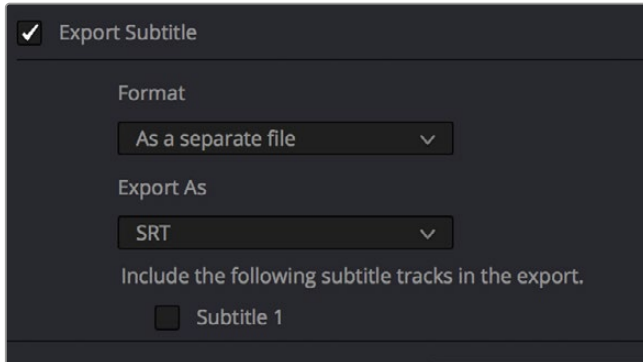 Export Subtitle
Format
As a separate file
Export As
SRT
Include the following subtitle tracks in the export.
Subtitle 1